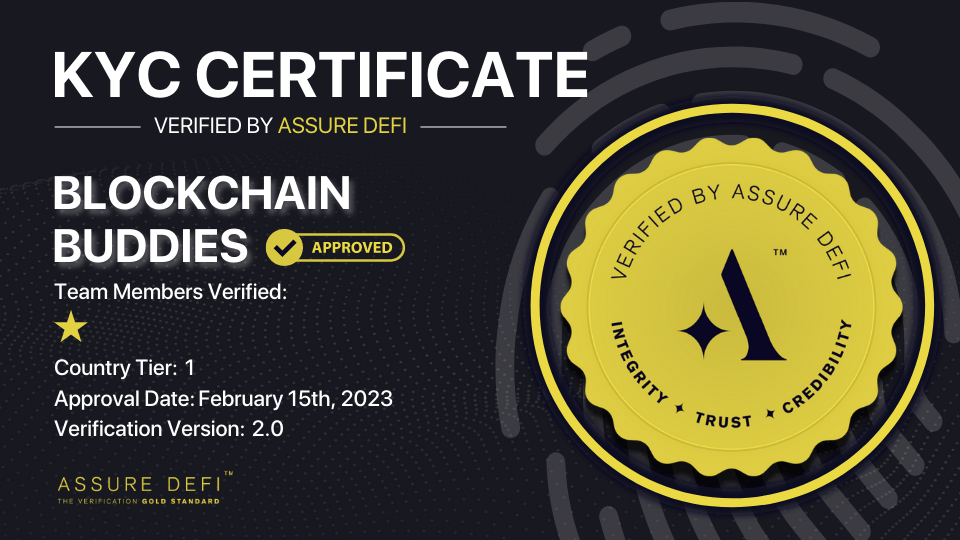 KYC CERTIFICATE
VERIFIED BY ASSURE DEFI
BLOCKCHAIN
BUDDIES
APPROVED
Team Members Verified:
Country Tier: 1
Approval Date: February 15th, 2023
Verification Version: 2.0
ASSURE DEFI™
THE VERIFICATION GOLD STANDARD
VERIFIED BY ASSURE DEFI
™
INTEGRITY ✦ TRUST ✦ CREDIBILITY